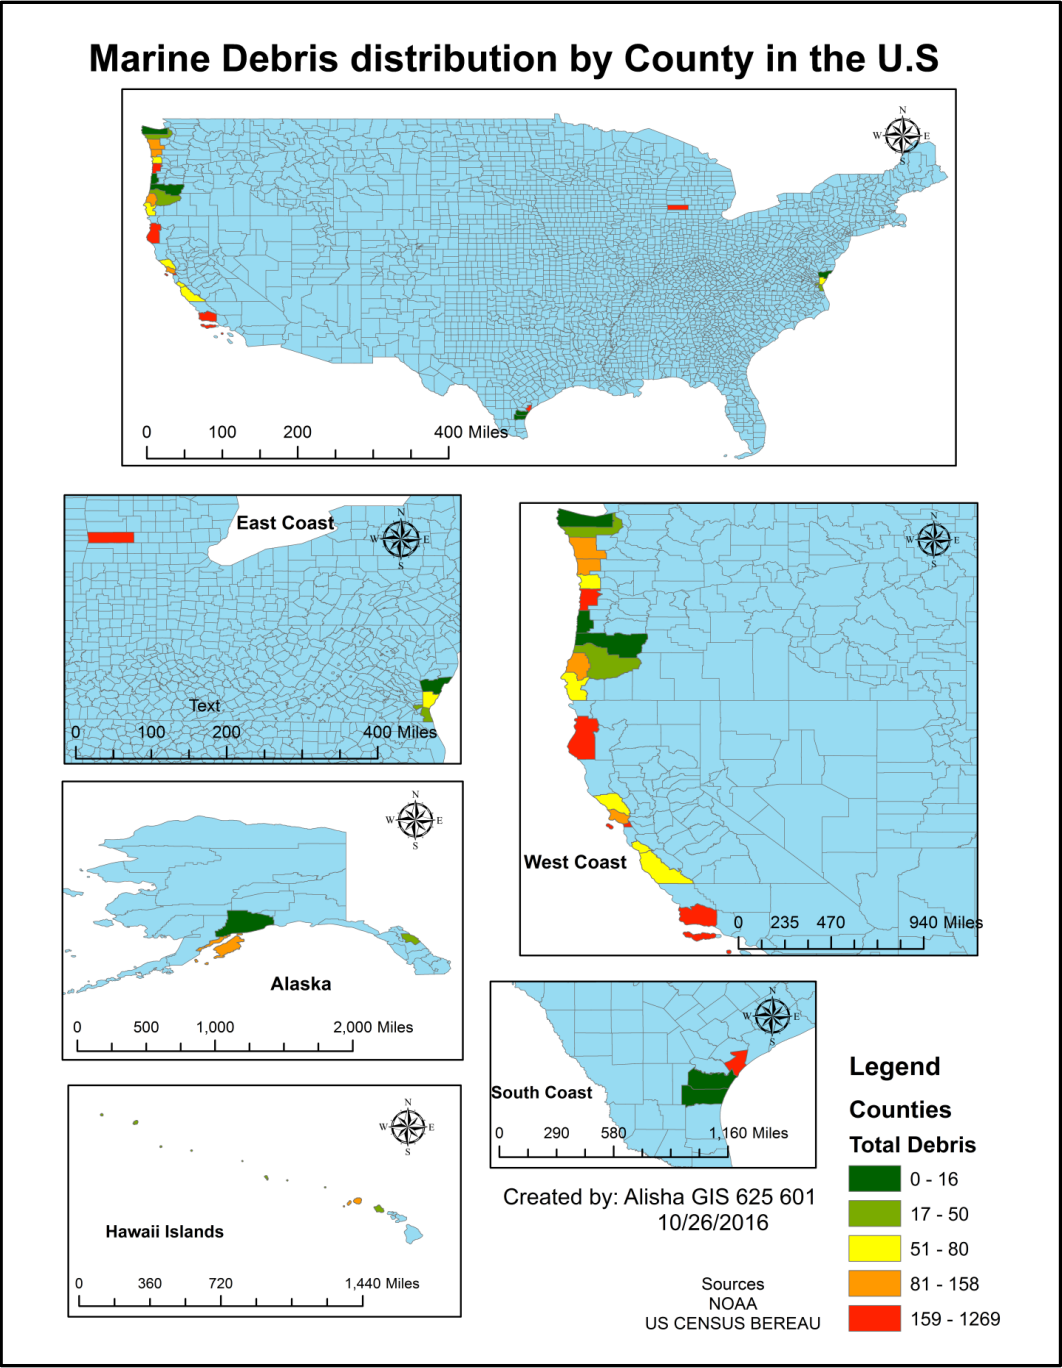 Marine Debris distribution by County in the U.S
N
W E
S
0 100 200 400 Miles
East Coast
N
W E
S
Text
0 100 200 400 Miles
N
W E
S
West Coast
0 235 470 940 Miles
N
W E
S
Alaska
0 500 1,000 2,000 Miles
N
W E
S
South Coast
0 290 580 1,160 Miles
N
W E
S
Hawaii Islands
0 360 720 1,440 Miles
Created by: Alisha GIS 625 601
10/26/2016
Sources
NOAA
US CENSUS BEREAU
Legend
Counties
Total Debris
0 - 16
17 - 50
51 - 80
81 - 158
159 - 1269